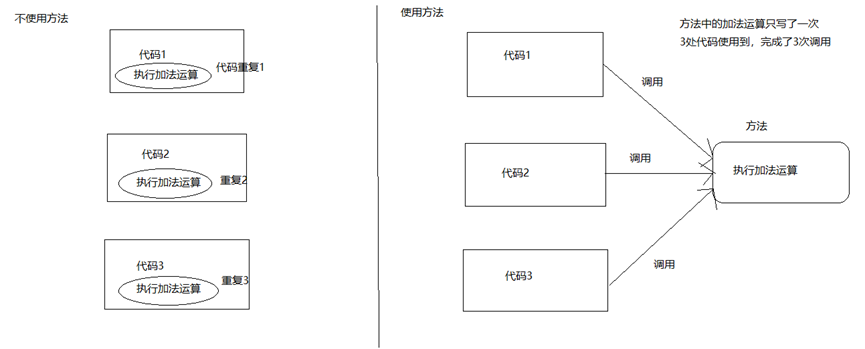 不使用方法
代码1
执行加法运算
代码重复1
代码2
执行加法运算
重复2
代码3
执行加法运算
重复3
使用方法
方法中的加法运算只写了一次
3处代码使用到，完成了3次调用
代码1
调用
方法
代码2
调用
执行加法运算
代码3
调用